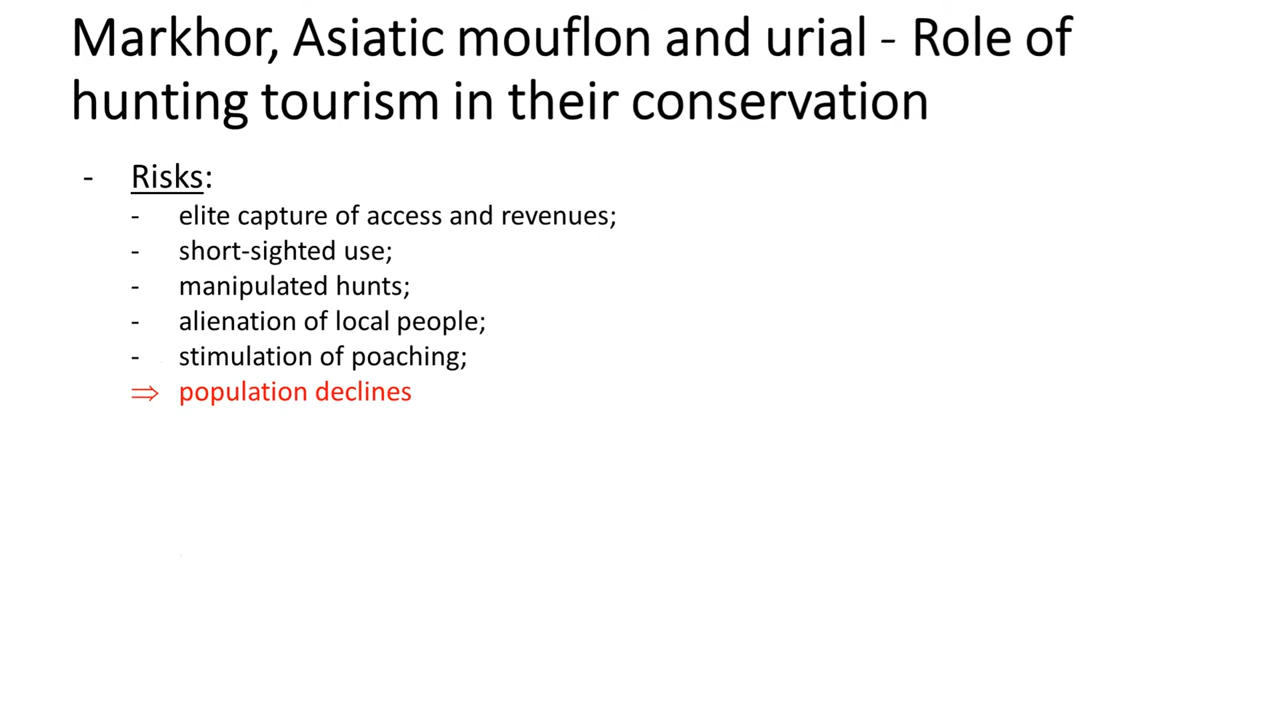 Markhor, Asiatic mouflon and urial - Role of
hunting tourism in their conservation
- Risks:
- elite capture of access and revenues;
- short-sighted use;
- manipulated hunts;
- alienation of local people;
- stimulation of poaching;
⇒ population declines